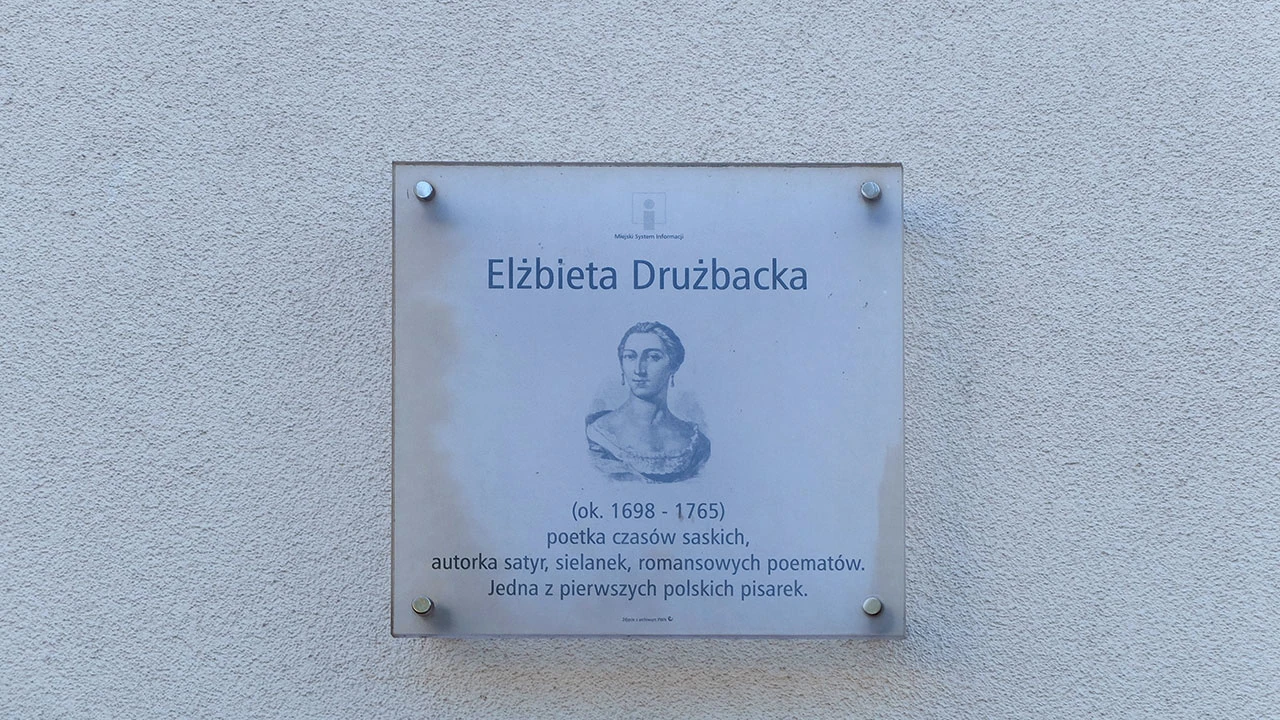 Miejski System Informacji
Elżbieta Drużbacka
(ok. 1698 - 1765)
poetka czasów saskich,
autorka satyr, sielanek, romansowych poematów.
Jedna z pierwszych polskich pisarek.